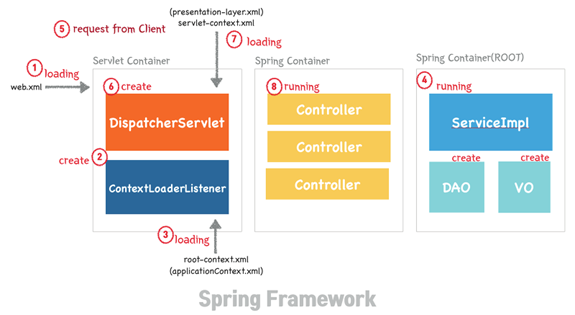 (presentation-layer.xml)
servlet-context.xml
5 request from Client
7 loading
1 loading
web.xml
Servlet Container
Spring Container
Spring Container(ROOT)
6 create
DispatcherServlet
create 2
ContextLoaderListener
3 loading
root-context.xml
(applicationContext.xml)
8 running
Controller
Controller
Controller
4 running
ServiceImpl
create create
DAO VO
Spring Framework